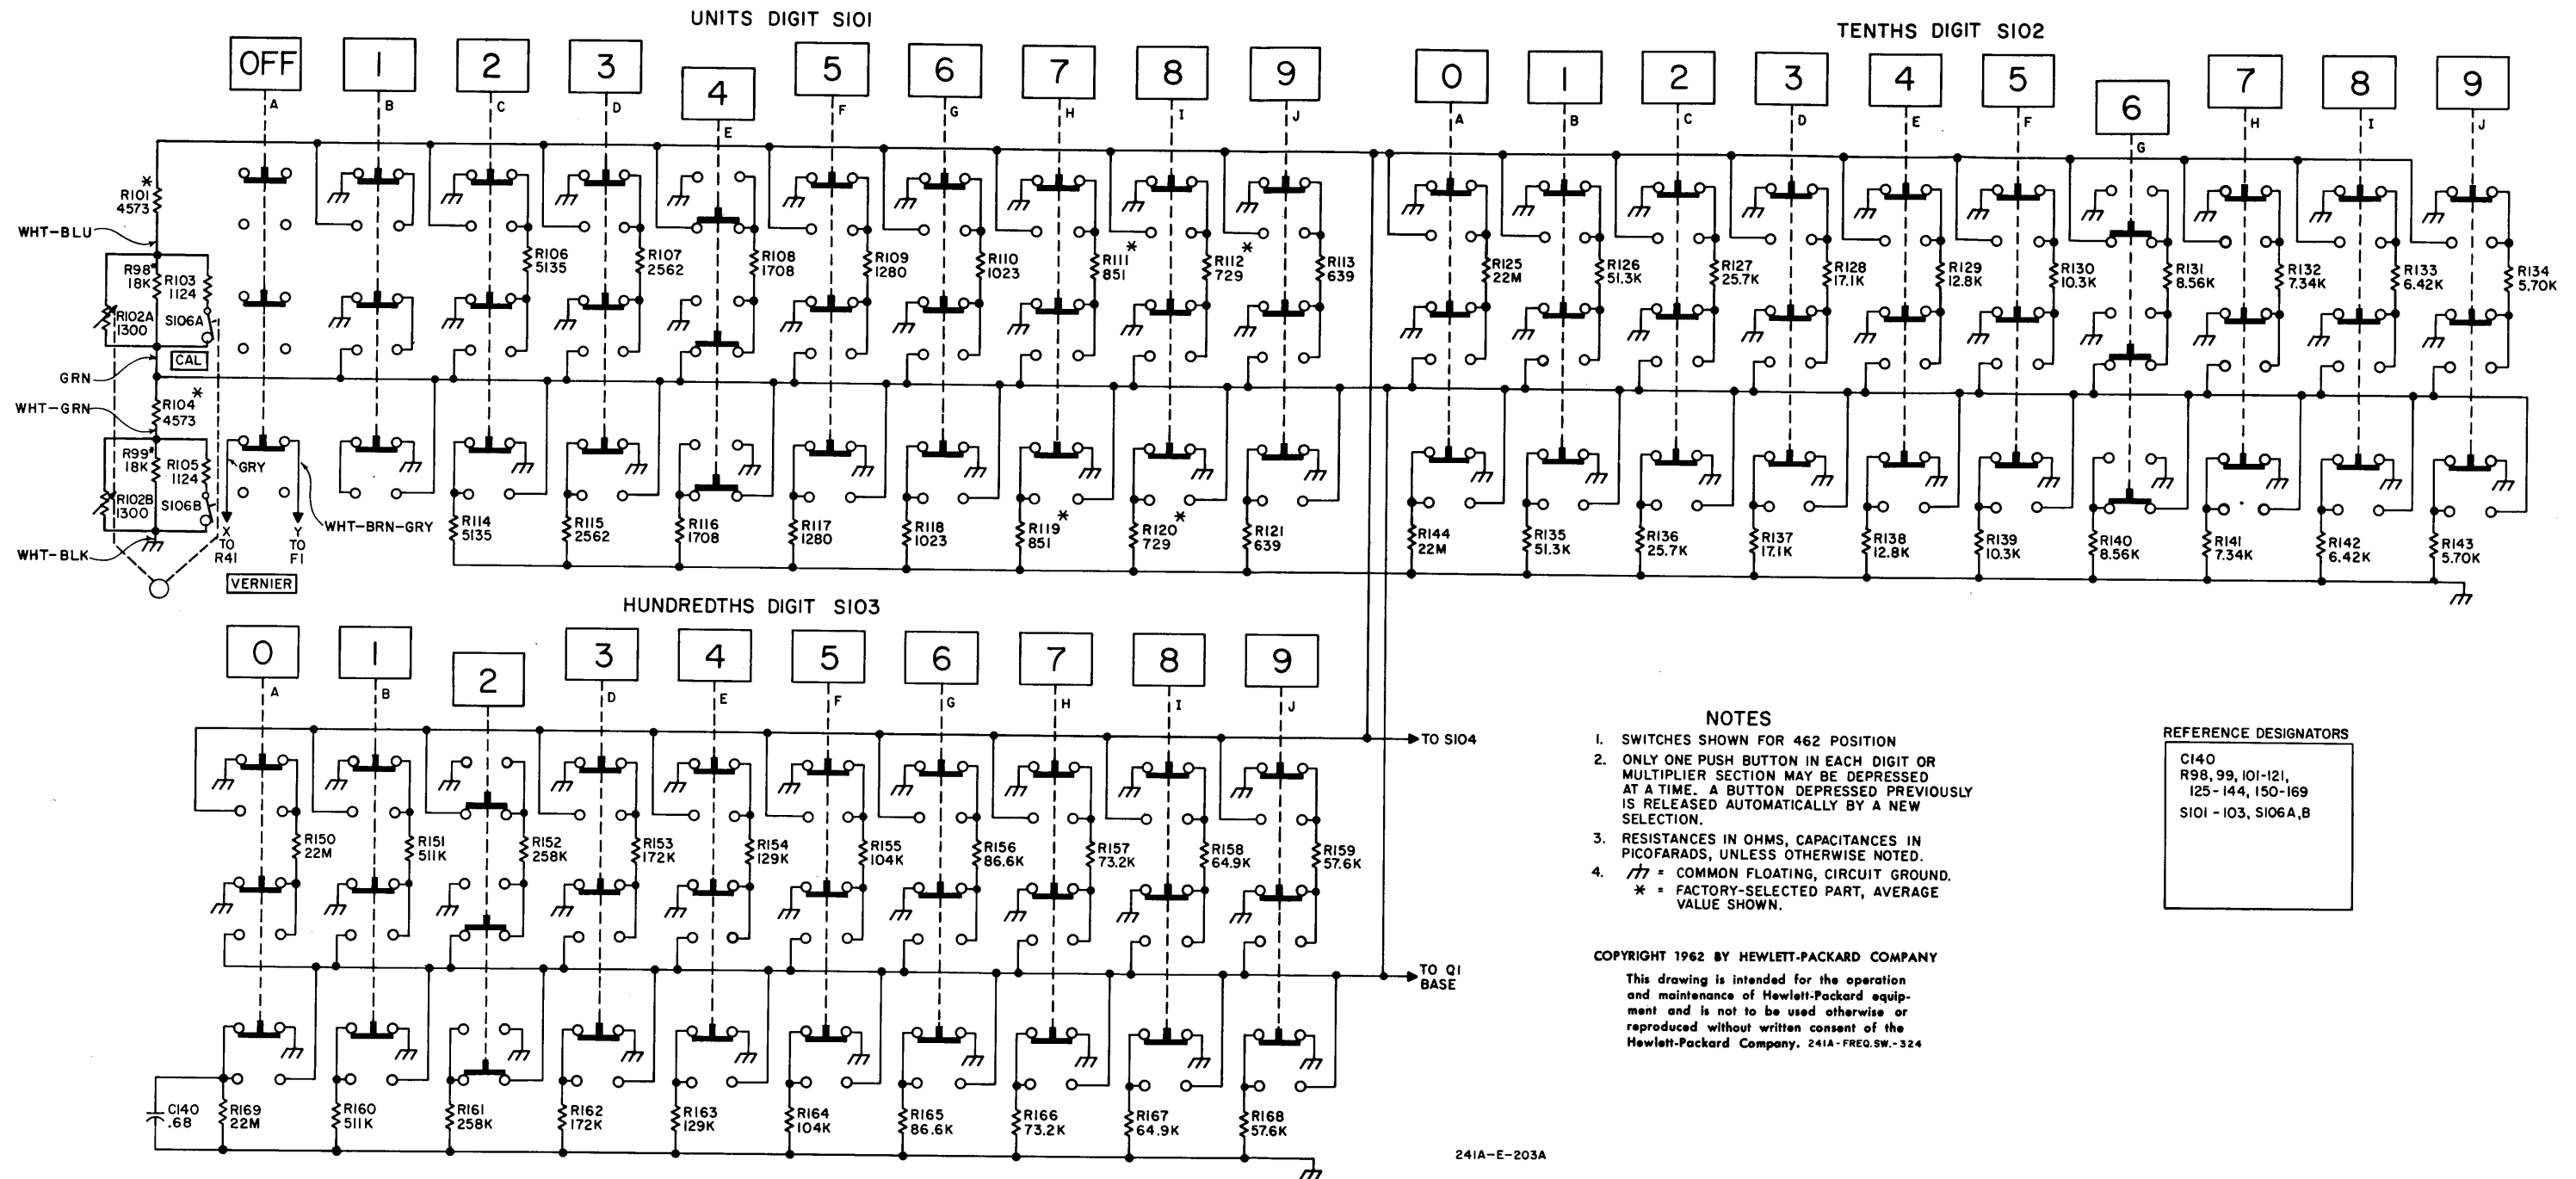 UNITS DIGIT S101
OFF 1 2 3 4 5 6 7 8 9
A B C D E F G H I J
TENTHS DIGIT S102
0 1 2 3 4 5 6 7 8 9
A B C D E F G H I J
*
R101
4573
WHT-BLU
R98*
18K
R103
1124
R102A
1300
S106A
CAL
GRN
*
WHT-GRN
R104
4573
R99*
18K
R105
1124
R102B
1300
S106B
WHT-BLK
GRY
X
TO
R41
Y
TO
F1
WHT-BRN-GRY
VERNIER
R106
5135
R107
2562
R108
1708
R109
1280
R110
1023
*
R111
851
*
R112
729
R113
639
R125
22M
R126
51.3K
R127
25.7K
R128
17.1K
R129
12.8K
R130
10.3K
R131
8.56K
R132
7.34K
R133
6.42K
R134
5.70K
R114
5135
R115
2562
R116
1708
R117
1280
R118
1023
R119 *
851
R120 *
729
R121
639
R144
22M
R135
51.3K
R136
25.7K
R137
17.1K
R138
12.8K
R139
10.3K
R140
8.56K
R141
7.34K
R142
6.42K
R143
5.70K
HUNDREDTHS DIGIT S103
0 1 2 3 4 5 6 7 8 9
A B D E F G H I J
TO S104
R150
22M
R151
511K
R152
258K
R153
172K
R154
129K
R155
104K
R156
86.6K
R157
73.2K
R158
64.9K
R159
57.6K
TO Q1
BASE
C140
.68
R169
22M
R160
511K
R161
258K
R162
172K
R163
129K
R164
104K
R165
86.6K
R166
73.2K
R167
64.9K
R168
57.6K
NOTES
1. SWITCHES SHOWN FOR 462 POSITION
2. ONLY ONE PUSH BUTTON IN EACH DIGIT OR
MULTIPLIER SECTION MAY BE DEPRESSED
AT A TIME. A BUTTON DEPRESSED PREVIOUSLY
IS RELEASED AUTOMATICALLY BY A NEW
SELECTION.
3. RESISTANCES IN OHMS, CAPACITANCES IN
PICOFARADS, UNLESS OTHERWISE NOTED.
4. = COMMON FLOATING, CIRCUIT GROUND.
* = FACTORY-SELECTED PART, AVERAGE
VALUE SHOWN.
REFERENCE DESIGNATORS
C140
R98, 99, 101-121,
125-144, 150-169
S101 - 103, S106A,B
COPYRIGHT 1962 BY HEWLETT-PACKARD COMPANY
This drawing is intended for the operation
and maintenance of Hewlett-Packard equip-
ment and is not to be used otherwise or
reproduced without written consent of the
Hewlett-Packard Company. 241A-FREQ.SW.-324
241A-E-203A